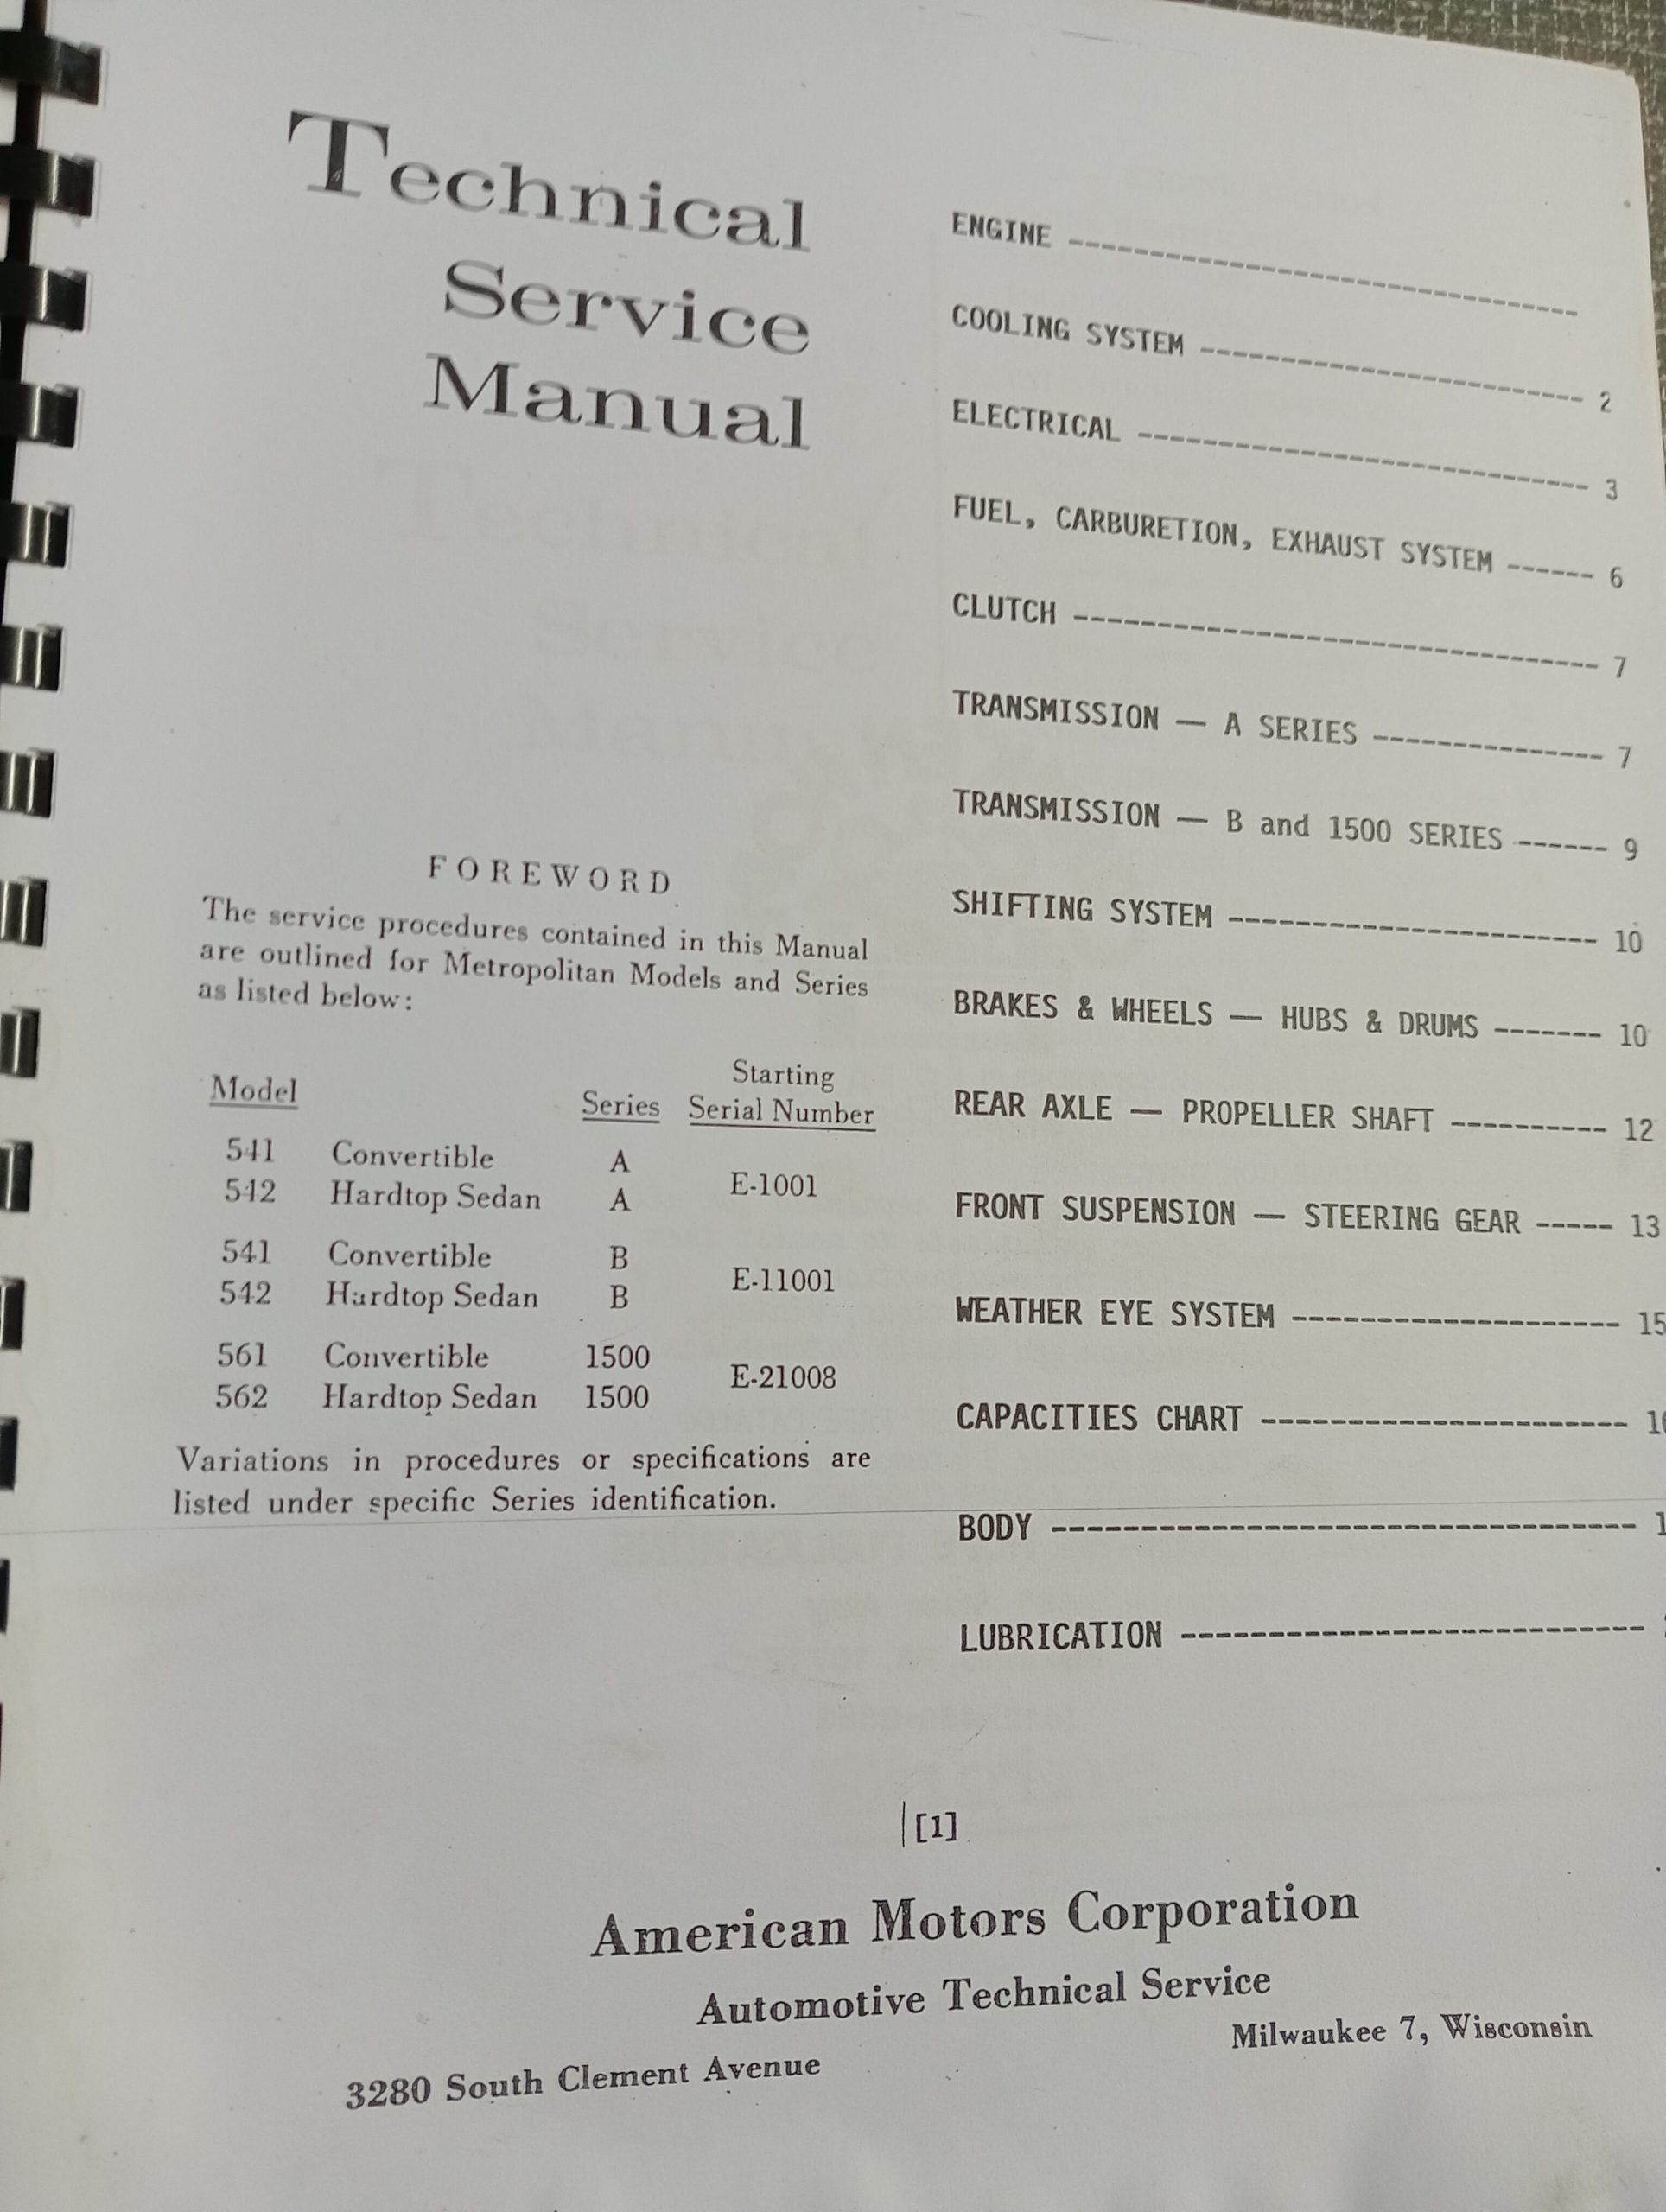 Technical
Service
Manual
FOREWORD
The service procedures contained in this Manual
are outlined for Metropolitan Models and Series
as listed below:
Model Series Starting Serial Number
541 Convertible A
542 Hardtop Sedan A
E-1001
541 Convertible B
542 Hardtop Sedan B
E-11001
561 Convertible 1500
562 Hardtop Sedan 1500
E-21008
Variations in procedures or specifications are
listed under specific Series identification.
ENGINE
COOLING SYSTEM ---------------------------- 2
ELECTRICAL --------------------------------- 3
FUEL, CARBURETION, EXHAUST SYSTEM ------ 6
CLUTCH -------------------------------------- 7
TRANSMISSION — A SERIES -------------- 7
TRANSMISSION — B and 1500 SERIES ------ 9
SHIFTING SYSTEM ---------------------- 10
BRAKES & WHEELS — HUBS & DRUMS ------- 10
REAR AXLE — PROPELLER SHAFT ---------- 12
FRONT SUSPENSION — STEERING GEAR ----- 13
WEATHER EYE SYSTEM ------------------- 15
CAPACITIES CHART
BODY
LUBRICATION
[1]
American Motors Corporation
Automotive Technical Service
3280 South Clement Avenue Milwaukee 7, Wisconsin